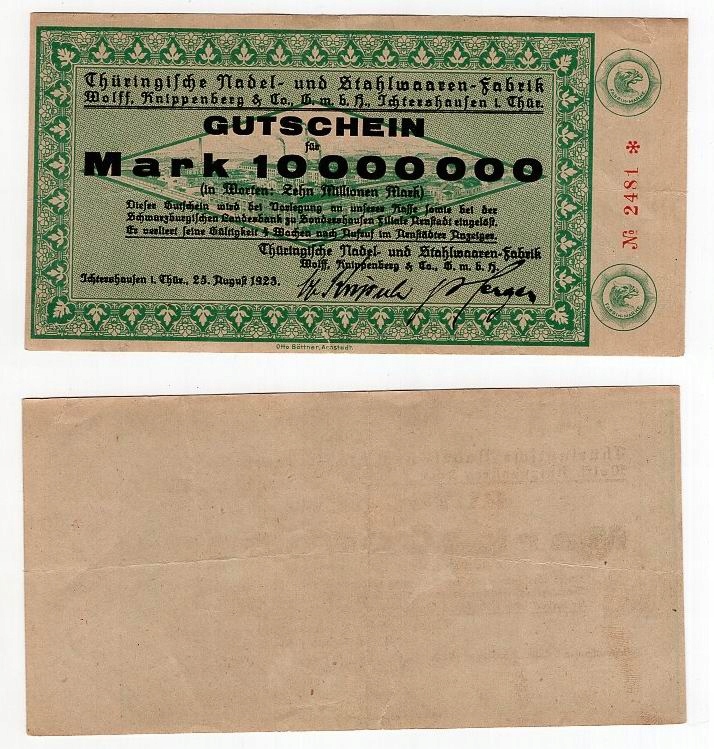 Thüringische Nadel- und Stahlwaaren-Fabrik
Wolff, Knippenberg & Co., G. m. b. H., Ichtershausen i. Thür.
GUTSCHEIN
für
Mark 10000000
(in Worten: Zehn Millionen Mark)
Dieser Gutschein wird bei Vorlegung an unserer Kasse sowie bei der
Schwarzburgischen Landesbank zu Sondershausen Filiale Arnstadt eingelöst.
Er verliert seine Gültigkeit 4 Wochen nach Aufruf im Arnstädter Anzeiger.
Thüringische Nadel- und Stahlwaaren-Fabrik
Wolff, Knippenberg & Co., G. m. b. H.
Ichtershausen i. Thür., 25. August 1923.
Otto Böttner, Arnstadt.
№ 2481 *